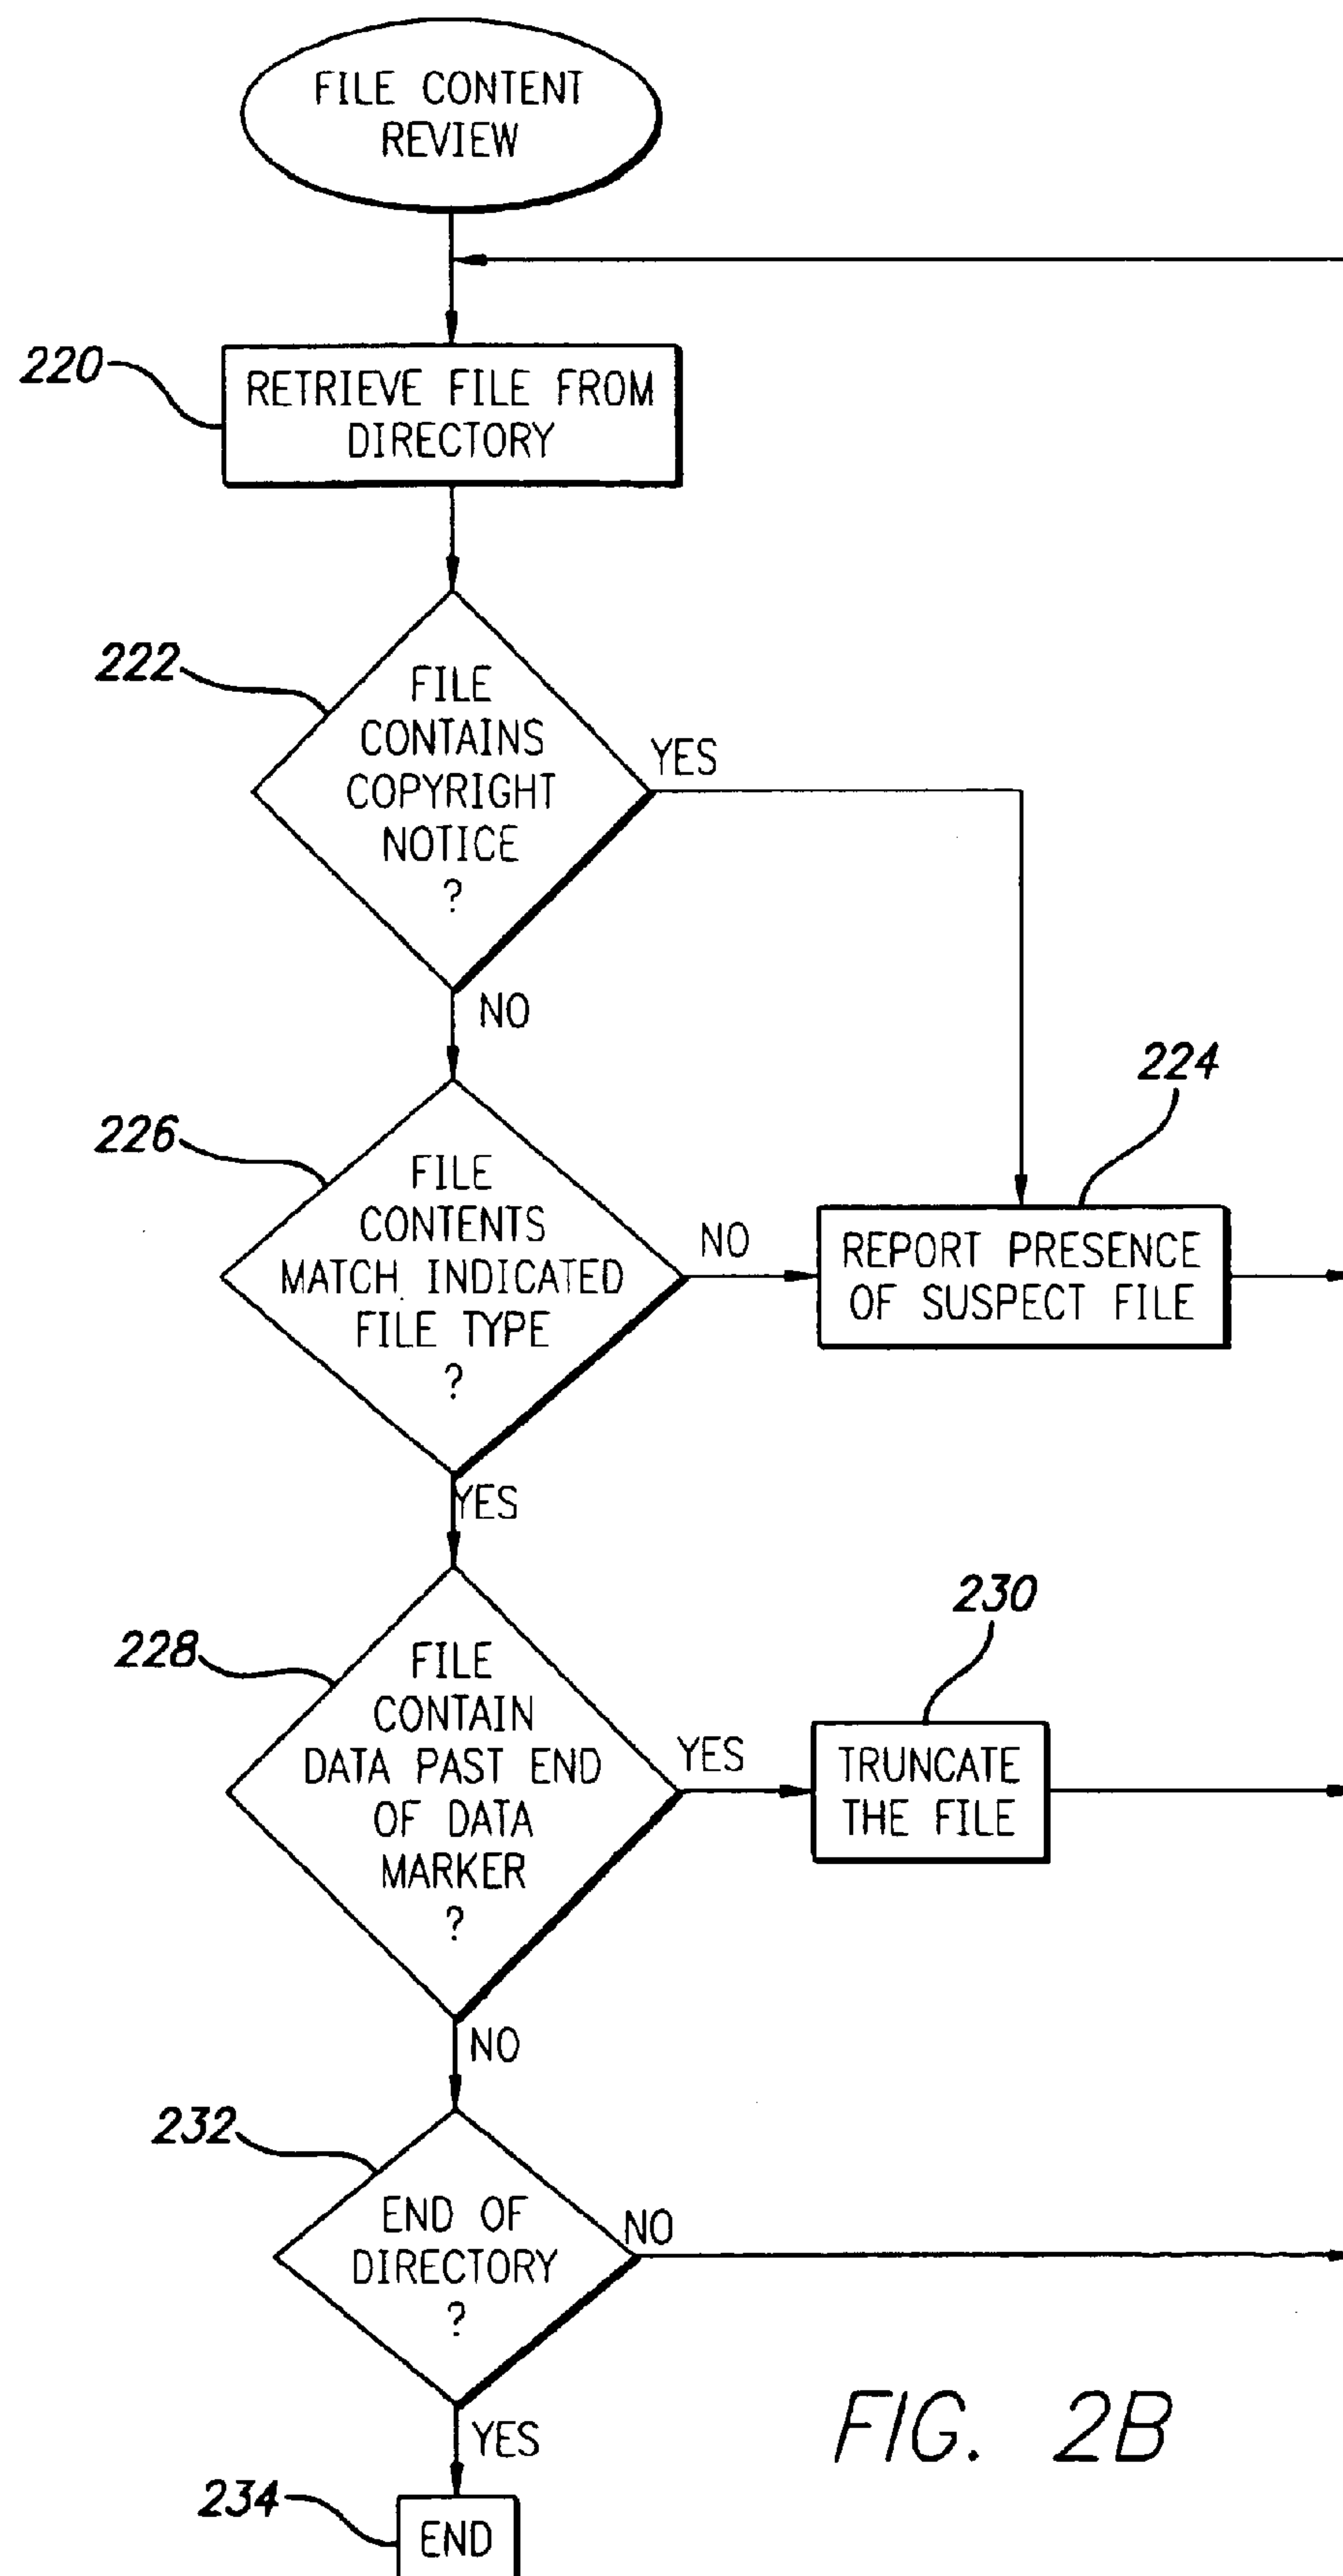 FILE CONTENT
REVIEW
220
RETRIEVE FILE FROM
DIRECTORY
222
FILE
CONTAINS
COPYRIGHT
NOTICE
?
YES
NO
224
226
FILE
CONTENTS
MATCH INDICATED
FILE TYPE
?
NO
REPORT PRESENCE
OF SUSPECT FILE
YES
228
FILE
CONTAIN
DATA PAST END
OF DATA
MARKER
?
YES
230
TRUNCATE
THE FILE
NO
232
END OF
DIRECTORY
?
NO
YES
234
END
FIG. 2B